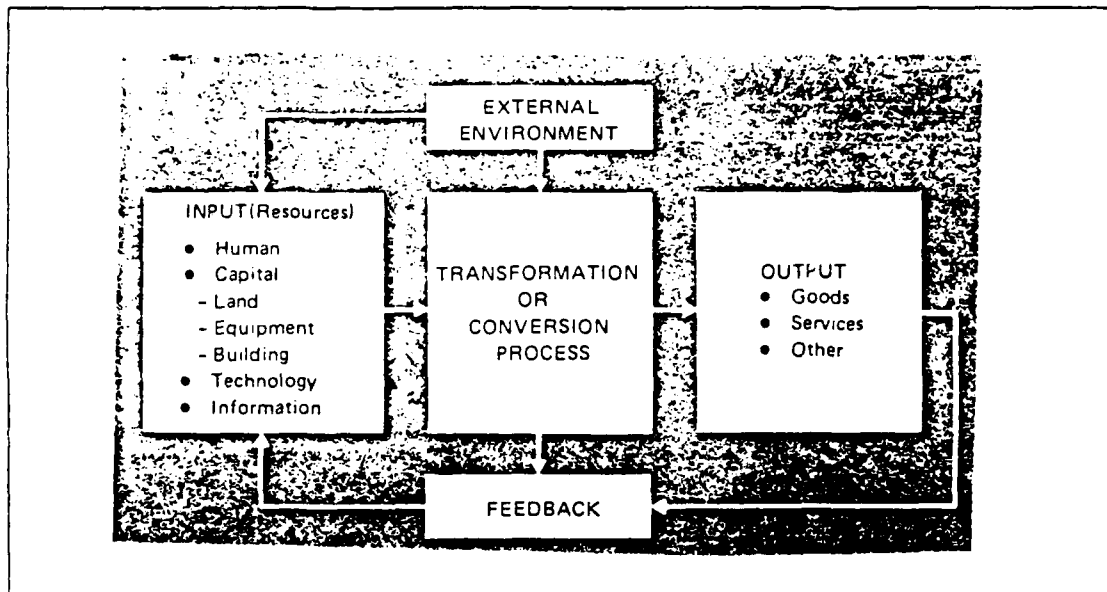 EXTERNAL
ENVIRONMENT
INPUT(Resources)
● Human
● Capital
- Land
- Equipment
- Building
● Technology
● Information
TRANSFORMATION
OR
CONVERSION
PROCESS
OUTPUT
● Goods
● Services
● Other
FEEDBACK